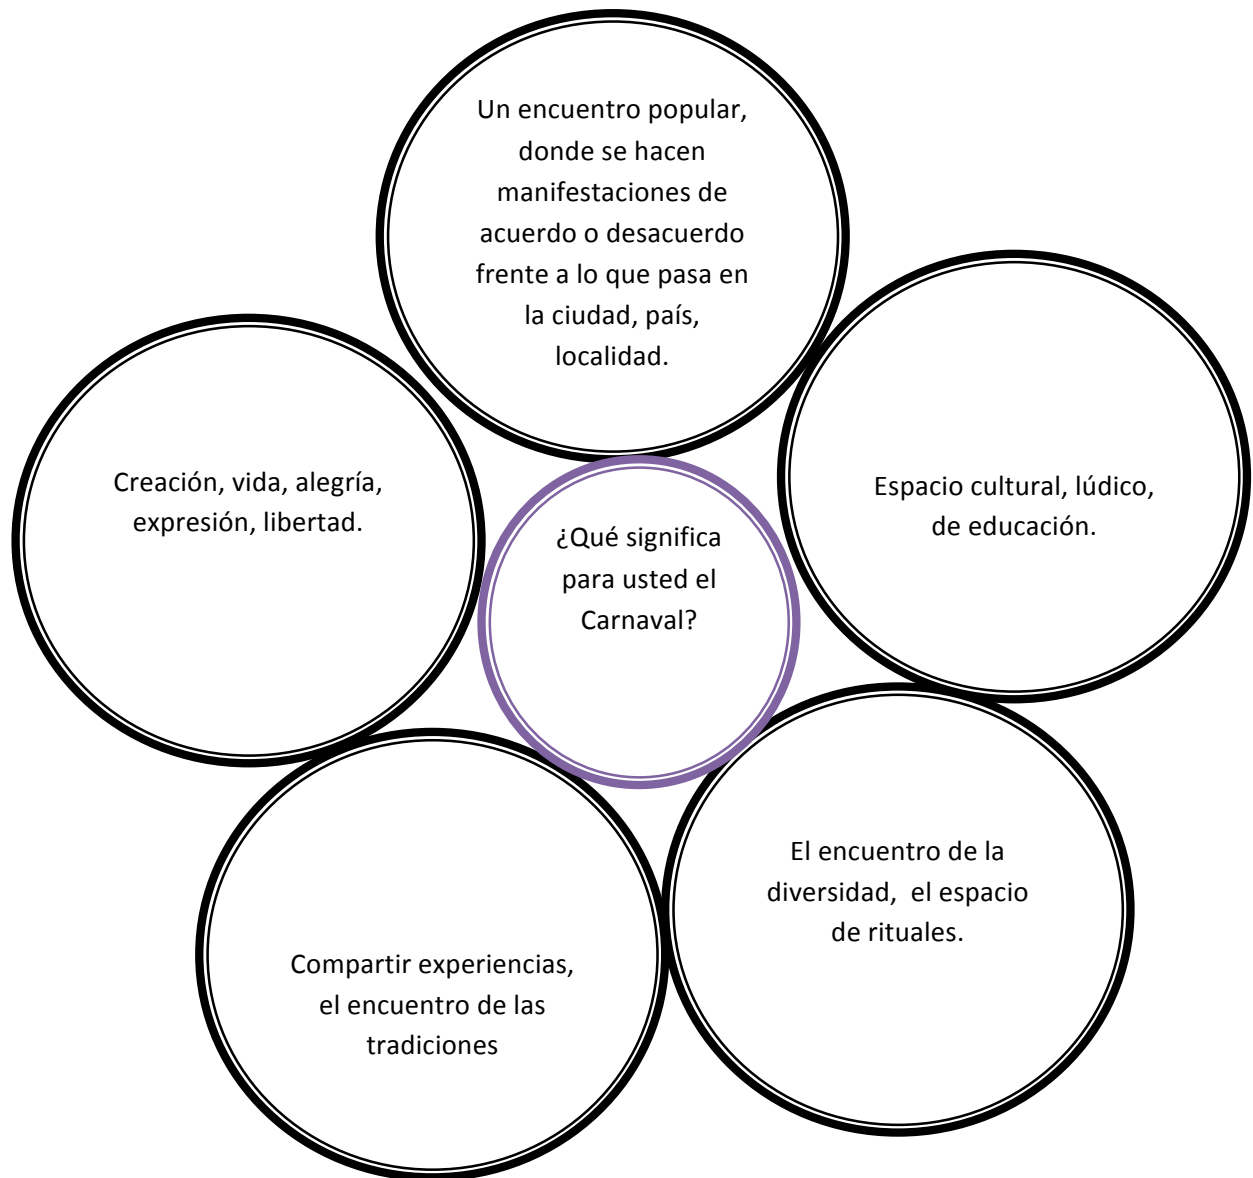 Un encuentro popular,
donde se hacen
manifestaciones de
acuerdo o desacuerdo
frente a lo que pasa en
la ciudad, país,
localidad.
Creación, vida, alegría,
expresión, libertad.
¿Qué significa
para usted el
Carnaval?
Espacio cultural, lúdico,
de educación.
Compartir experiencias,
el encuentro de las
tradiciones
El encuentro de la
diversidad,  el espacio
de rituales.